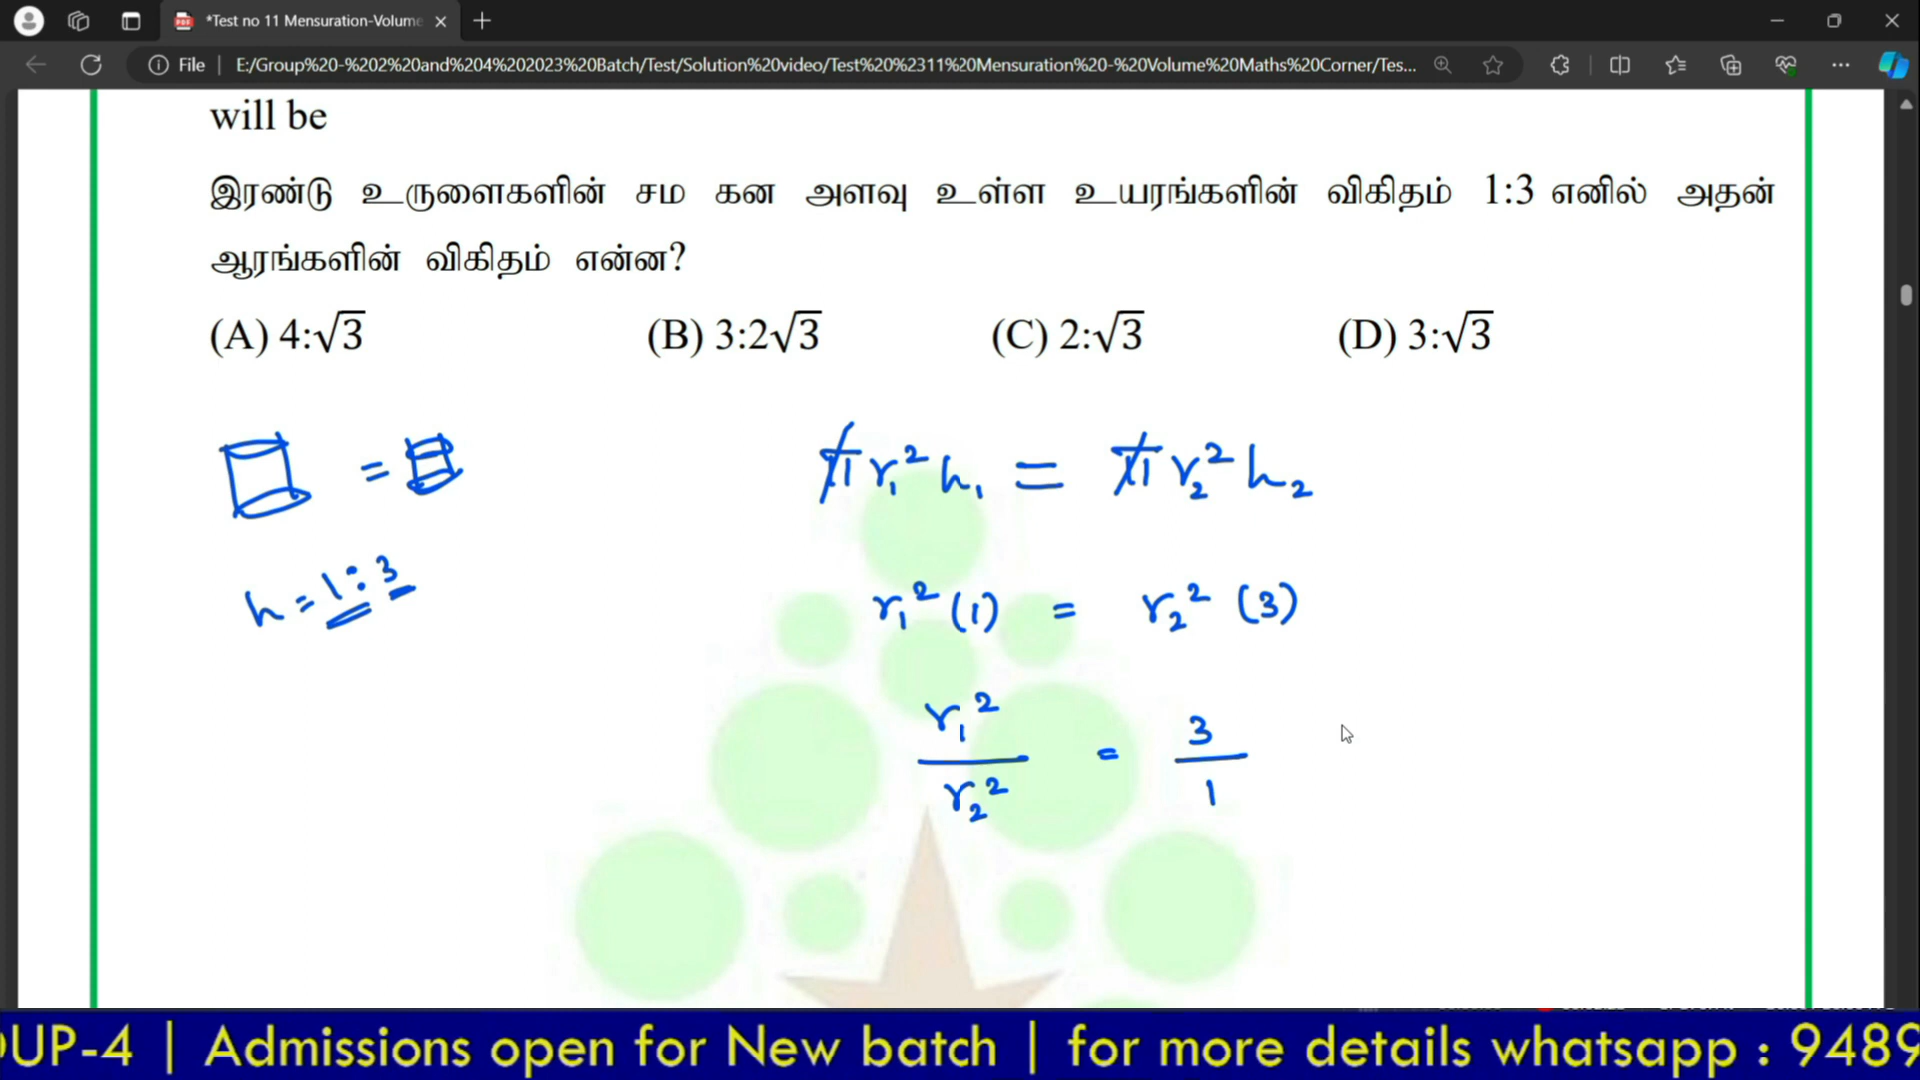 *Test no 11 Mensuration-Volume
File
E:/Group%20-%202%20and%204%202023%20Batch/Test/Solution%20video/Test%20%2311%20Mensuration%20-%20Volume%20Maths%20Corner/Tes...
will be
இரண்டு உருளைகளின் சம கன அளவு உள்ள உயரங்களின் விகிதம் 1:3 எனில் அதன்
ஆரங்களின் விகிதம் என்ன?
(A) 4:√3 (B) 3:2√3 (C) 2:√3 (D) 3:√3
=
πr₁²h₁ = πr₂²h₂
h = 1:3
r₁² (1) = r₂² (3)
r₁²/r₂² = 3/1
OUP-4 | Admissions open for New batch | for more details whatsapp : 9489